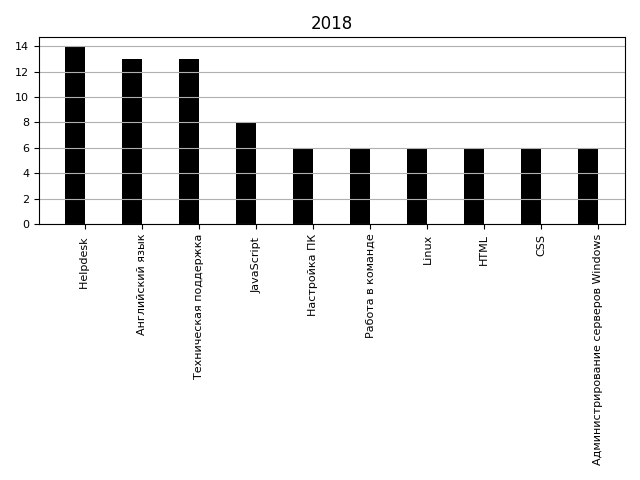 2018
14
12
10
8
6
4
2
0
Helpdesk
Английский язык
Техническая поддержка
JavaScript
Настройка ПК
Работа в команде
Linux
HTML
CSS
Администрирование серверов Windows